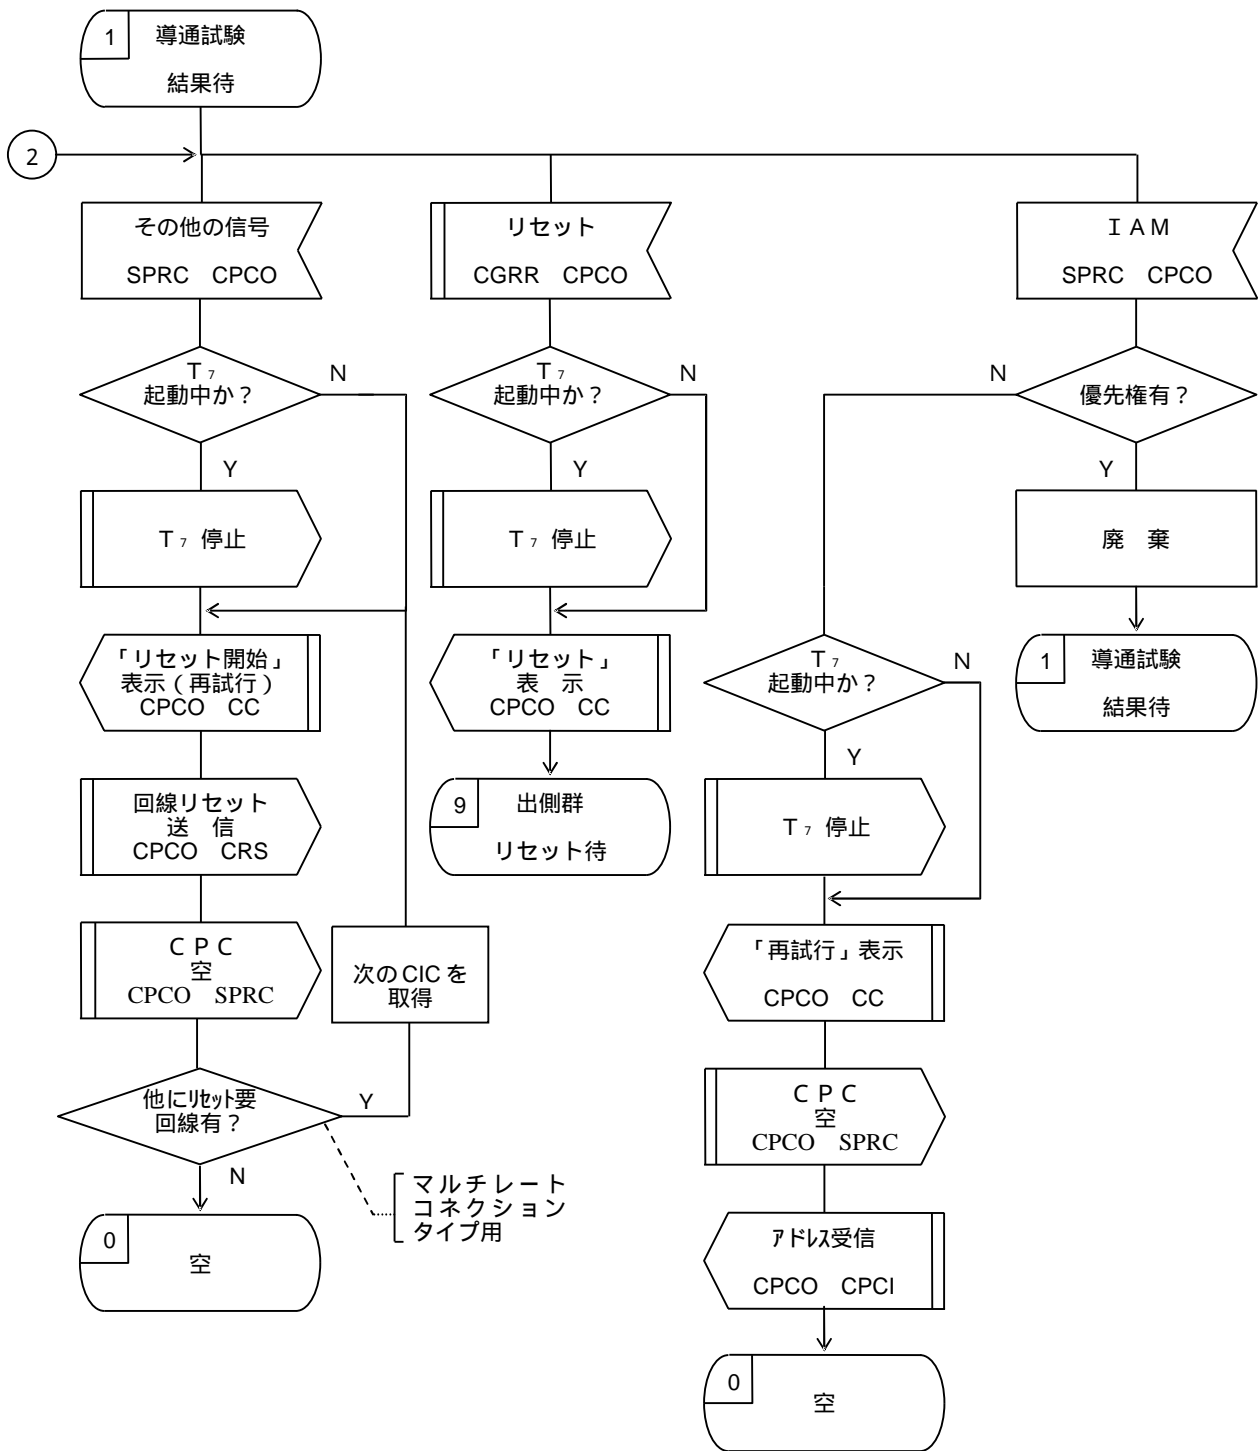 1
導通試験
結果待
2
その他の信号
SPRC CPCO
T₇
起動中か？
N
Y
T₇ 停止
「リセット開始」
表示（再試行）
CPCO CC
回線リセット
送　信
CPCO CRS
ＣＰＣ
空
CPCO SPRC
他にリセット要
回線有？
Y
N
0
空
次のCICを
取得
マルチレート
コネクション
タイプ用
リセット
CGRR CPCO
T₇
起動中か？
N
Y
T₇ 停止
「リセット」
表　示
CPCO CC
9
出側群
リセット待
ＩＡＭ
SPRC CPCO
優先権有？
N
Y
廃　棄
1
導通試験
結果待
T₇
起動中か？
N
Y
T₇ 停止
「再試行」表示
CPCO CC
ＣＰＣ
空
CPCO SPRC
アドレス受信
CPCO CPCI
0
空